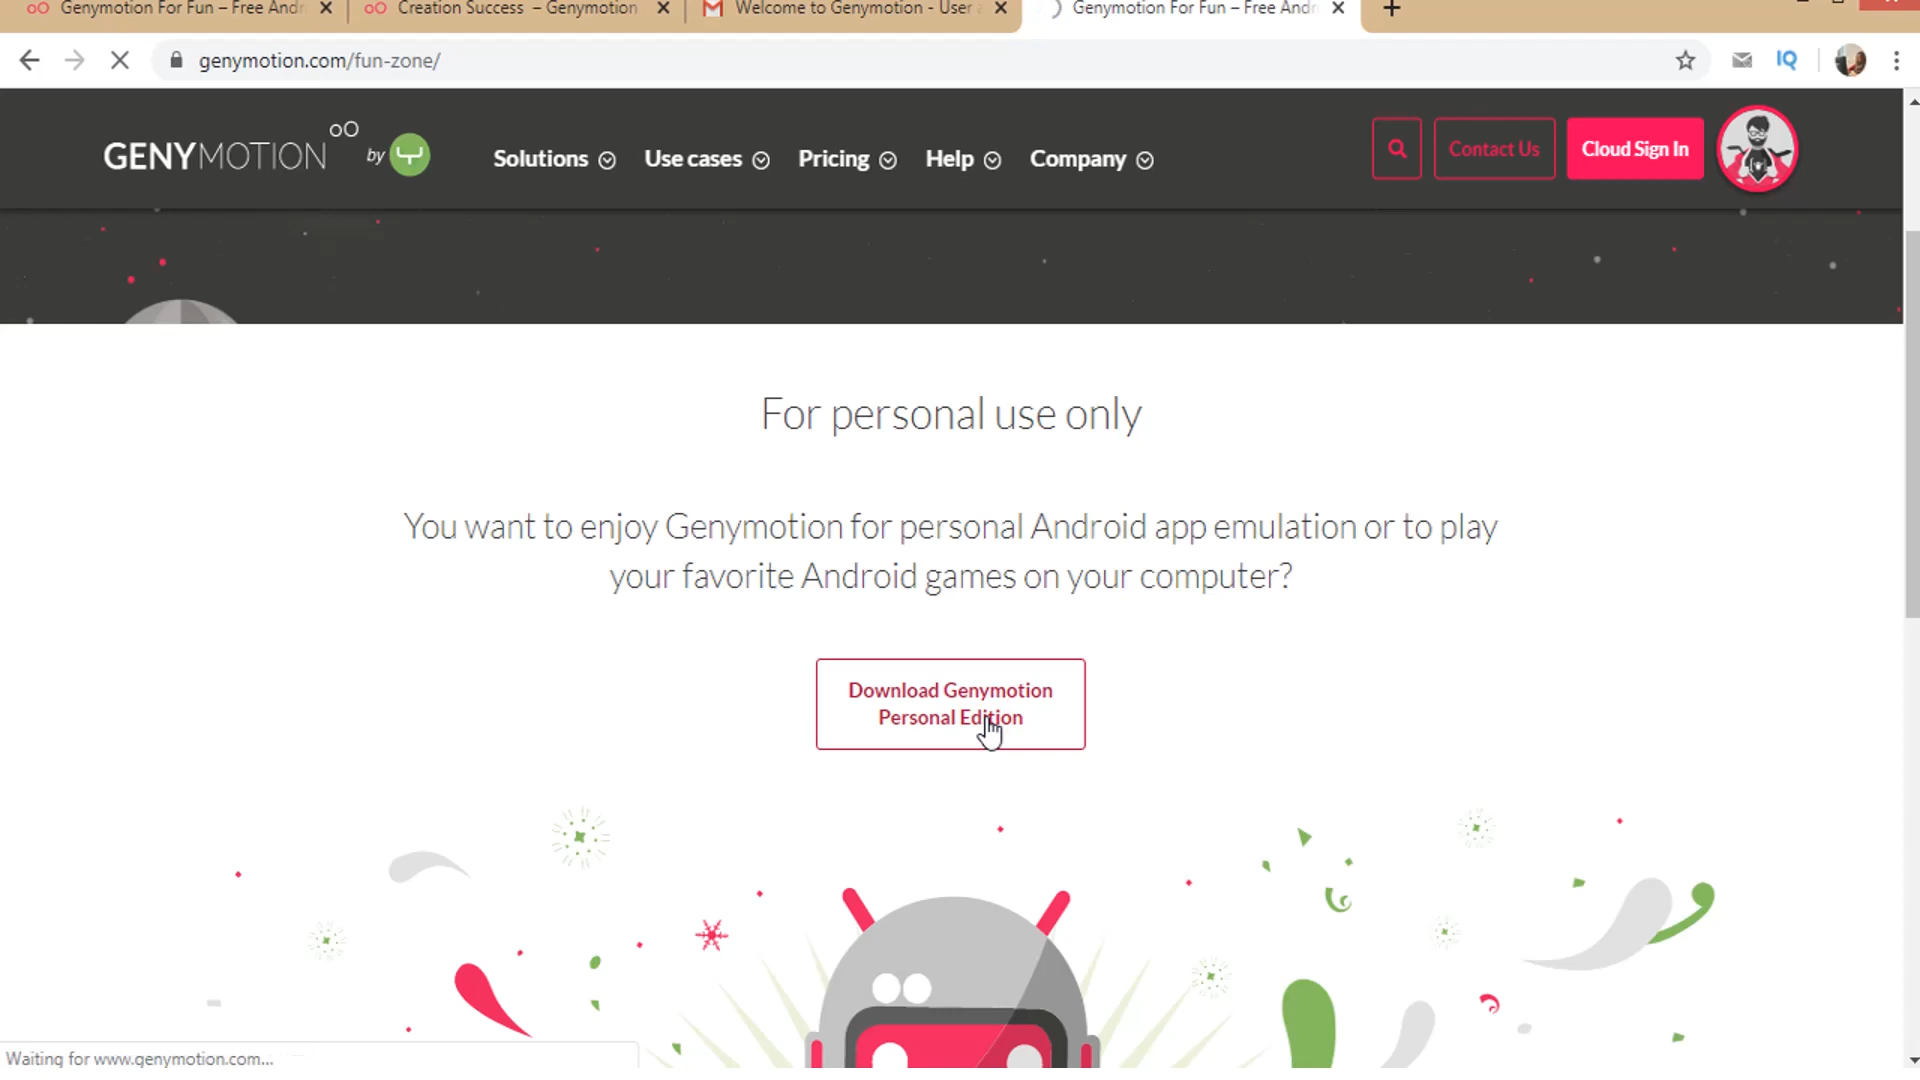 Genymotion For Fun – Free Andr
Creation Success – Genymotion
Welcome to Genymotion - User a
Genymotion For Fun – Free Andr
genymotion.com/fun-zone/
IQ
GENYMOTION by
Solutions
Use cases
Pricing
Help
Company
Contact Us
Cloud Sign In
For personal use only
You want to enjoy Genymotion for personal Android app emulation or to play
your favorite Android games on your computer?
Download Genymotion
Personal Edition
Waiting for www.genymotion.com...